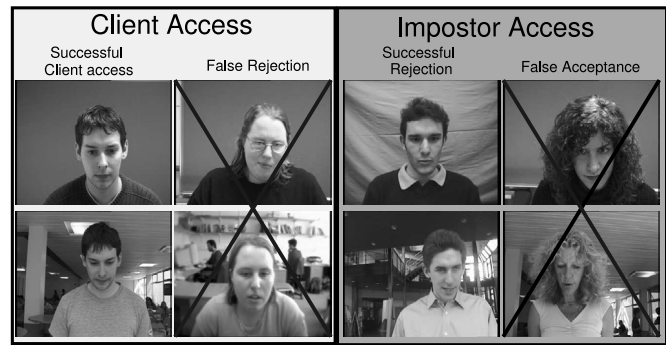 Client Access
Successful
Client access
False Rejection
Impostor Access
Successful
Rejection
False Acceptance